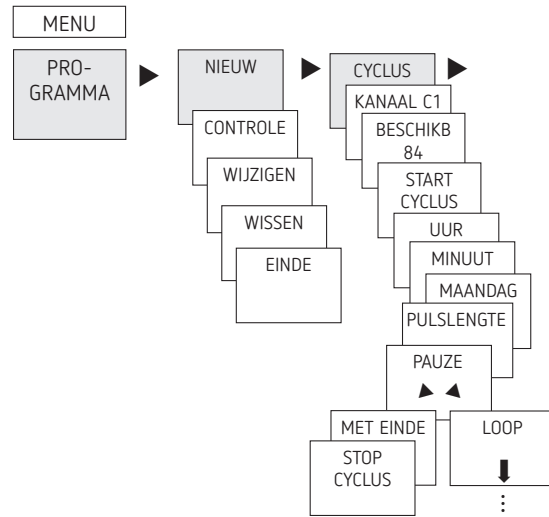 MENU
PRO-
GRAMMA
NIEUW
CONTROLE
WIJZIGEN
WISSEN
EINDE
CYCLUS
KANAAL C1
BESCHIKB
84
START
CYCLUS
UUR
MINUUT
MAANDAG
PULSLENGTE
PAUZE
MET EINDE
STOP
CYCLUS
LOOP